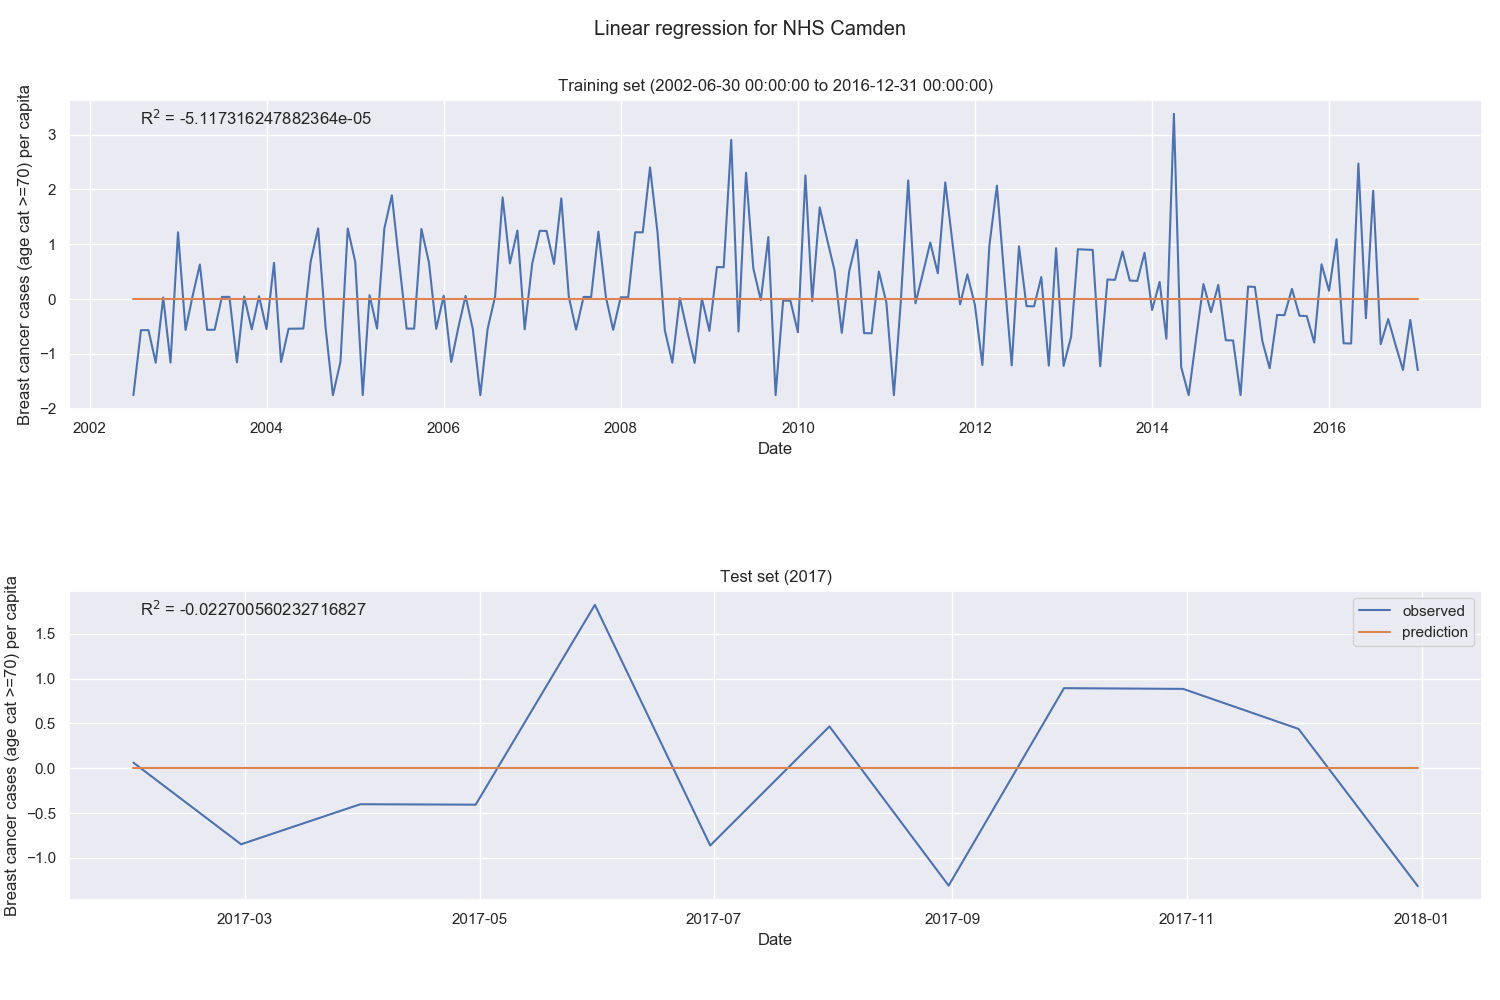 Linear regression for NHS Camden
Training set (2002-06-30 00:00:00 to 2016-12-31 00:00:00)
R² = -5.117316247882364e-05
Breast cancer cases (age cat >=70) per capita
3
2
1
0
−1
−2
2002 2004 2006 2008 2010 2012 2014 2016
Date
Test set (2017)
R² = -0.022700560232716827
observed
prediction
Breast cancer cases (age cat >=70) per capita
1.5
1.0
0.5
0.0
−0.5
−1.0
2017-03 2017-05 2017-07 2017-09 2017-11 2018-01
Date